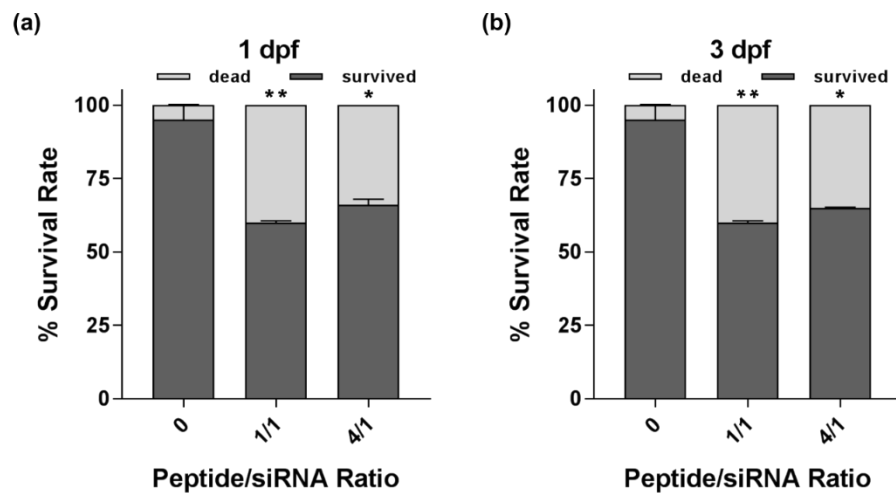 (a)
1 dpf
dead survived
** *
100
75
50
25
0
% Survival Rate
0 1/1 4/1
Peptide/siRNA Ratio
(b)
3 dpf
dead survived
** *
100
75
50
25
0
% Survival Rate
0 1/1 4/1
Peptide/siRNA Ratio